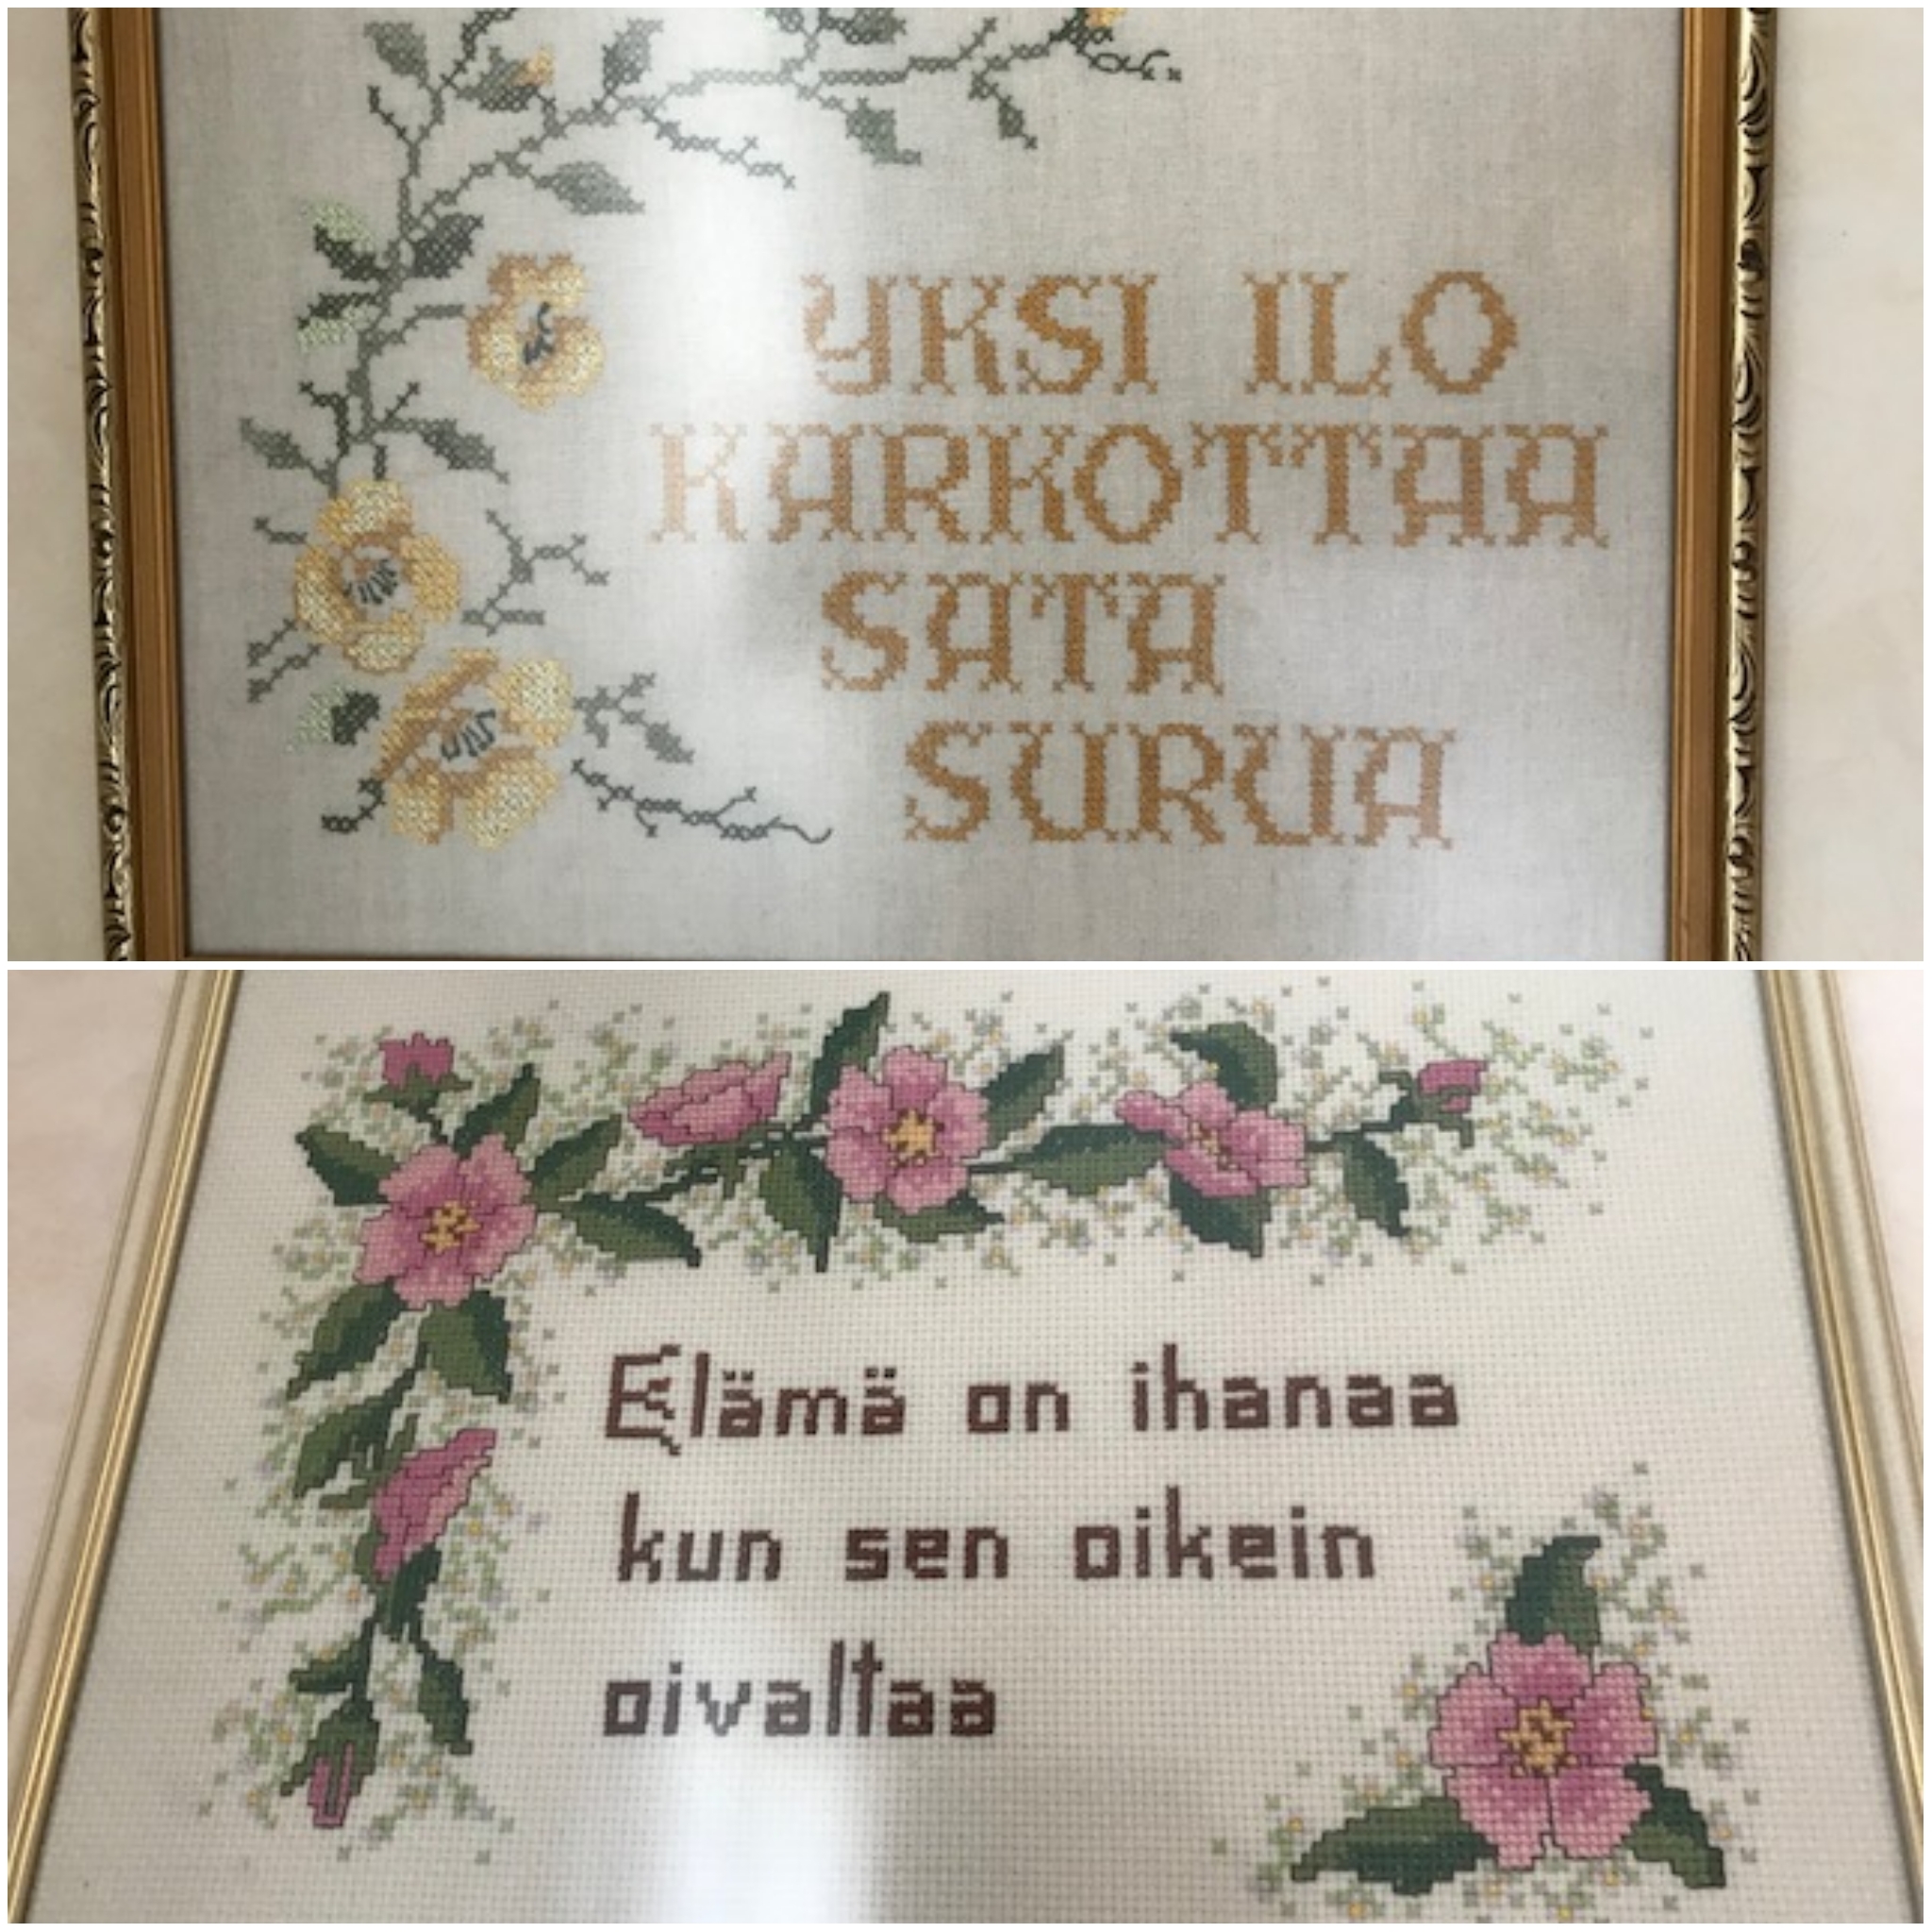 YKSI ILO
KARKOTTAA
SATA
SURUA
Elämä on ihanaa
kun sen oikein
oivaltaa